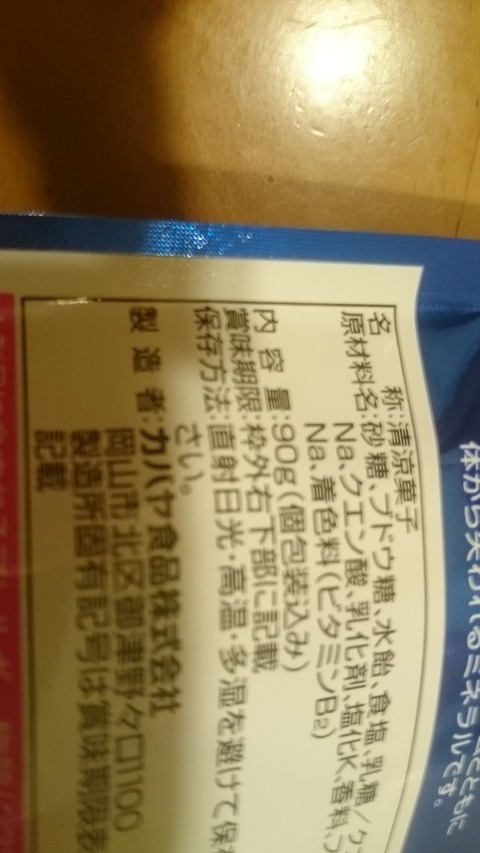 名　称:清涼菓子
原材料名:砂糖、ブドウ糖、水飴、食塩、乳糖/クエ
Na、クエン酸、乳化剤、塩化K、香料、
Na、着色料(ビタミンB2)
内 容 量:90g(個包装込み)
賞味期限:枠外右下部に記載
保存方法:直射日光・高温・多湿を避けて保
さい。
製 造 者:カバヤ食品株式会社
岡山市北区御津野々口1100
製造所固有記号は賞味期限
記載
とともに
体から失われるミネラルです。